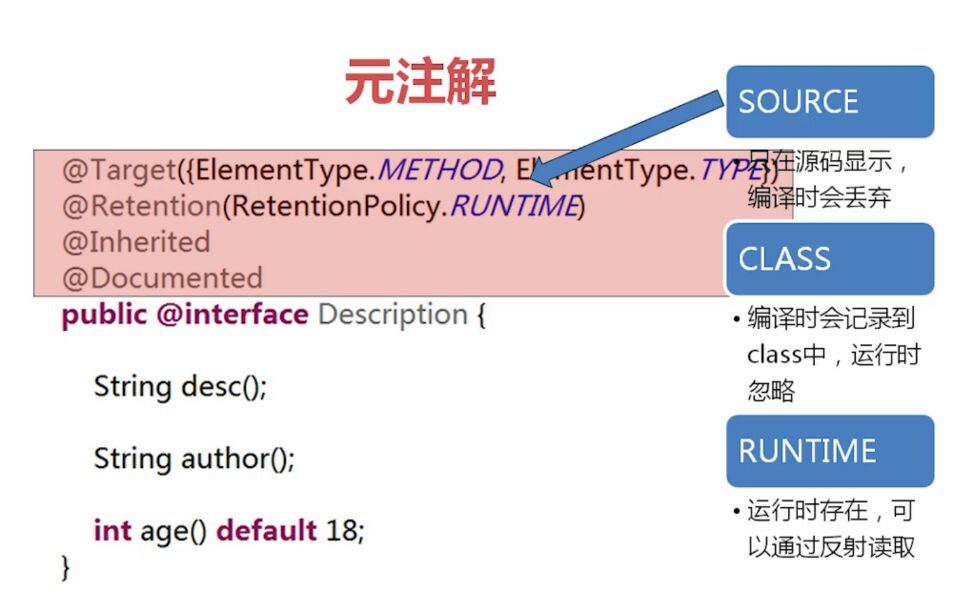 元注解
@Target({ElementType.METHOD, ElementType.TYPE})
@Retention(RetentionPolicy.RUNTIME)
@Inherited
@Documented
public @interface Description {
String desc();
String author();
int age() default 18;
}
SOURCE
• 只在源码显示，
编译时会丢弃
CLASS
• 编译时会记录到
class中，运行时
忽略
RUNTIME
• 运行时存在，可
以通过反射读取